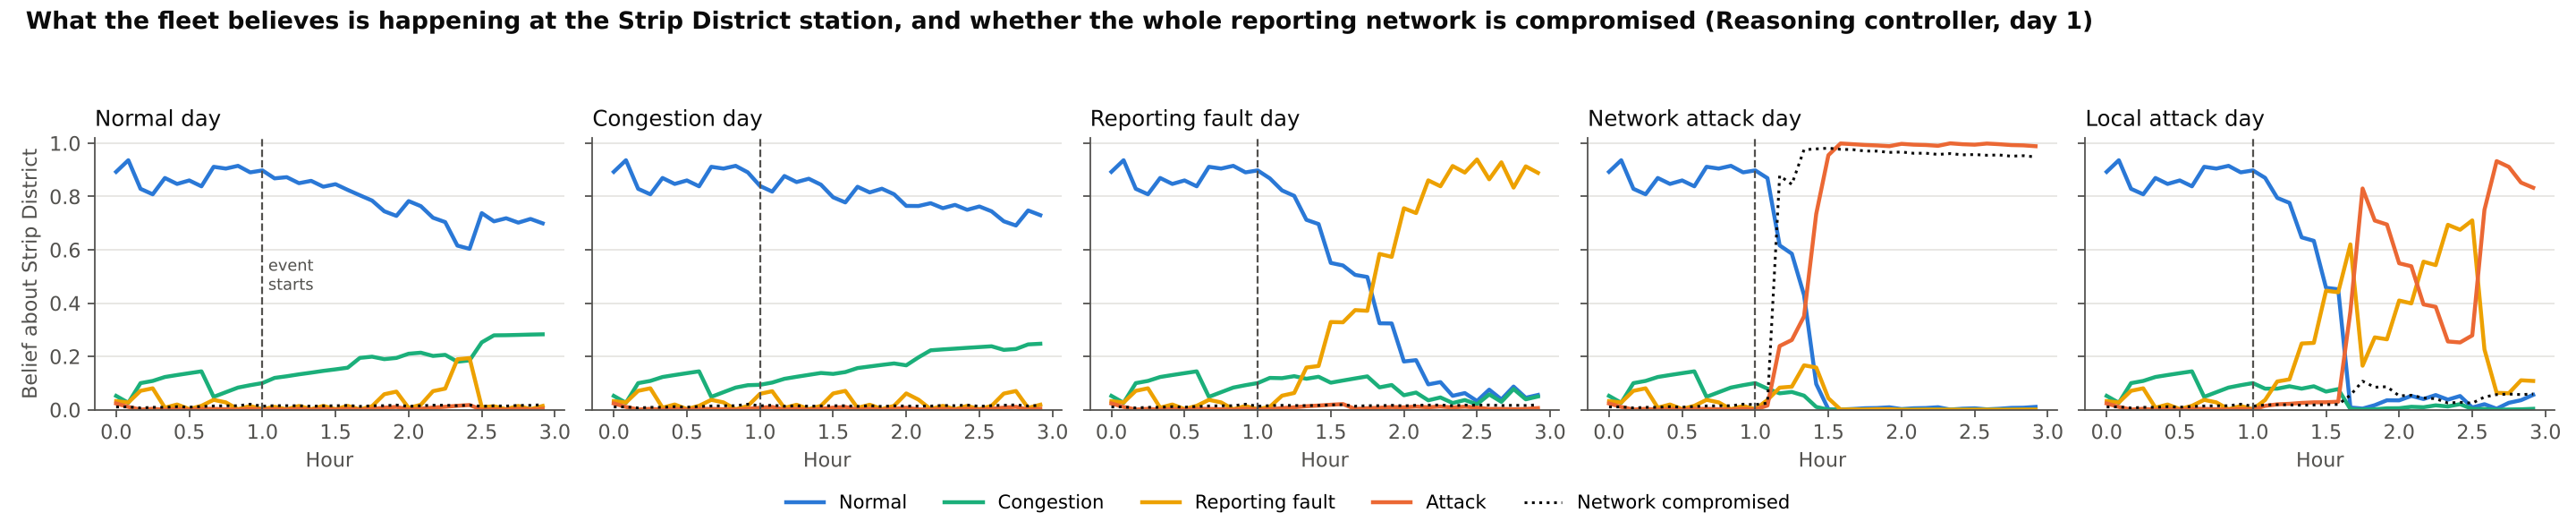 What the fleet believes is happening at the Strip District station, and whether the whole reporting network is compromised (Reasoning controller, day 1)
Normal day
Congestion day
Reporting fault day
Network attack day
Local attack day
Belief about Strip District
1.0
0.8
0.6
0.4
0.2
0.0
event
starts
0.0 0.5 1.0 1.5 2.0 2.5 3.0
0.0 0.5 1.0 1.5 2.0 2.5 3.0
0.0 0.5 1.0 1.5 2.0 2.5 3.0
0.0 0.5 1.0 1.5 2.0 2.5 3.0
0.0 0.5 1.0 1.5 2.0 2.5 3.0
Hour
Hour
Hour
Hour
Hour
Normal
Congestion
Reporting fault
Attack
Network compromised